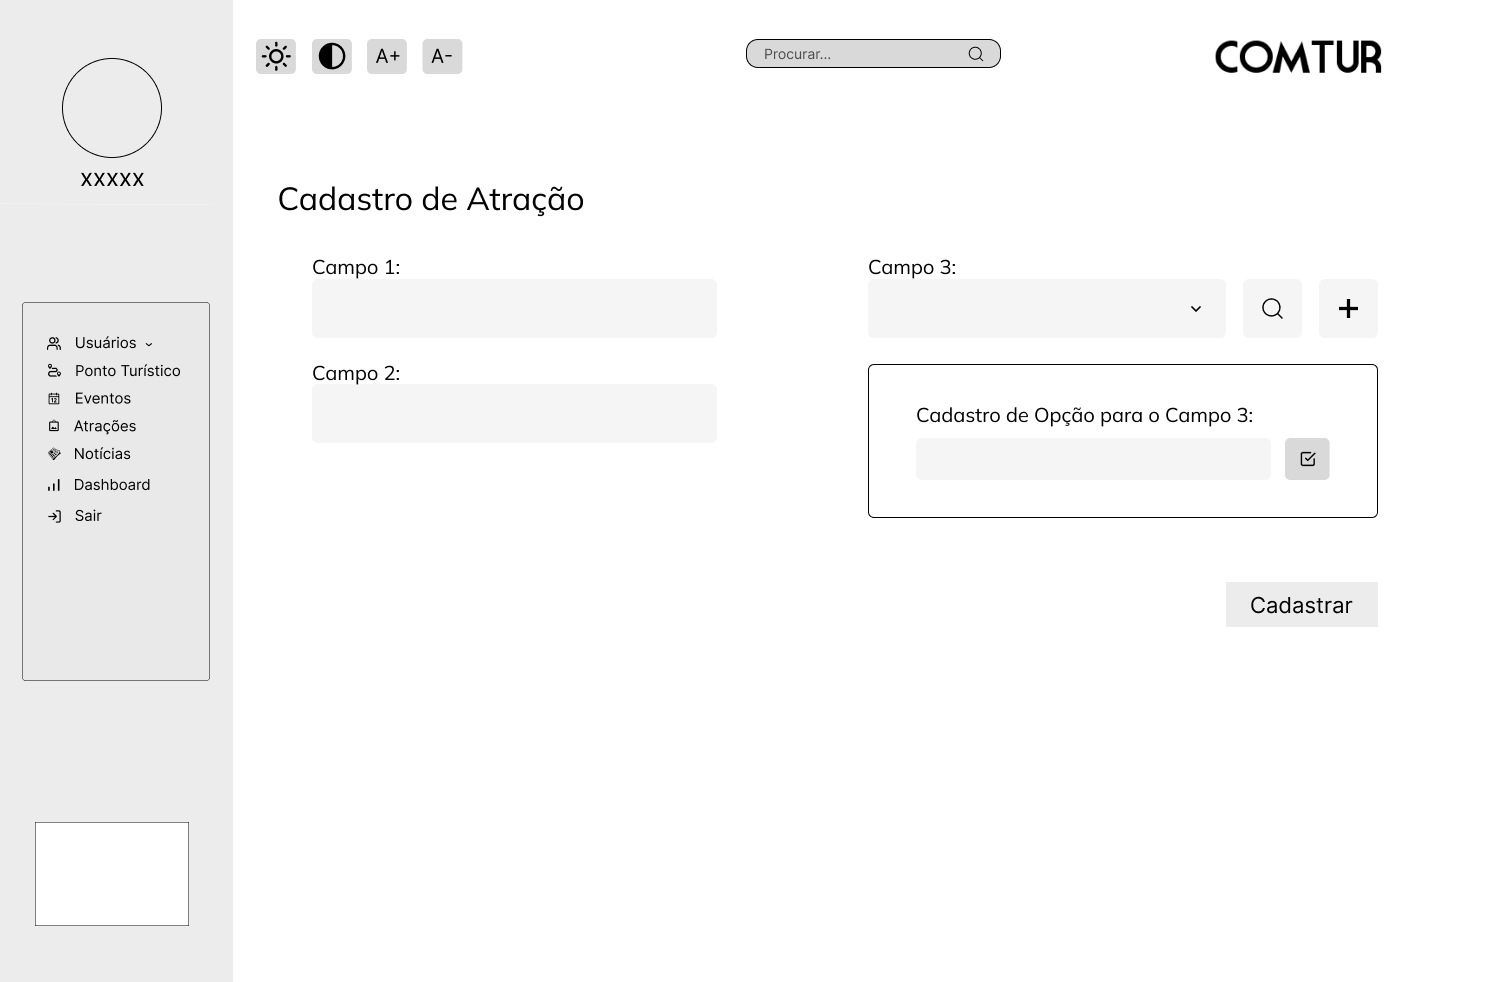 A+
A-
Procurar...
COMTUR
XXXXX
Usuários
Ponto Turístico
Eventos
12
Atrações
Notícias
Dashboard
Sair
Cadastro de Atração
Campo 1:
Campo 2:
Campo 3:
Cadastro de Opção para o Campo 3:
Cadastrar